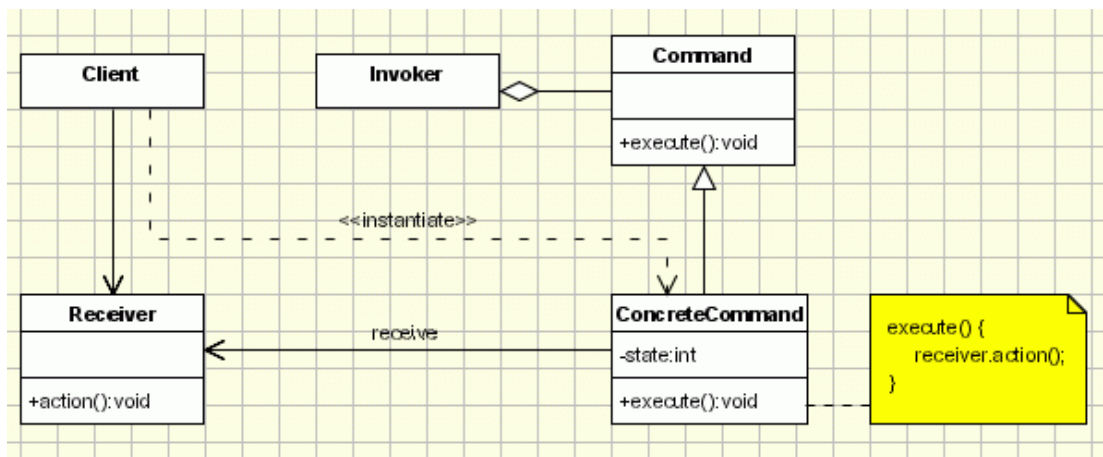 Client
Invoker
Command
+execute():void
<<instantiate>>
Receiver
+action():void
receive
ConcreteCommand
-state:int
+execute():void
execute() {
receiver.action();
}